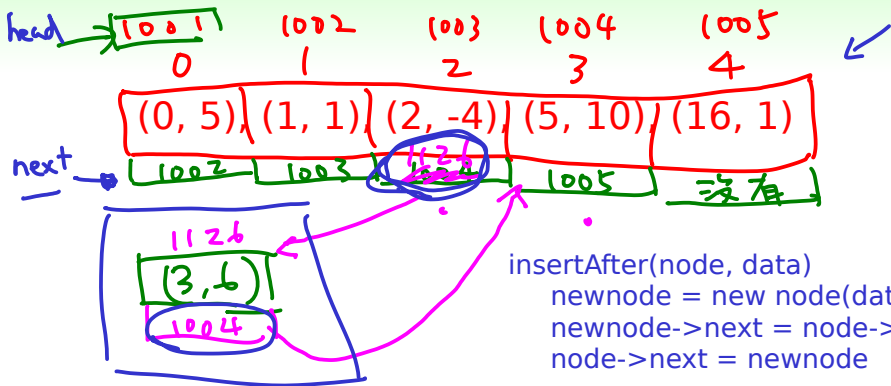 head 1001 1002 1003 1004 1005
0 1 2 3 4
(0, 5), (1, 1), (2, -4), (5, 10), (16, 1)
1126
next 1002 1003 1004 1005 沒有
1126
(3,6)
1004
insertAfter(node, data)
newnode = new node(dat
newnode->next = node->
node->next = newnode